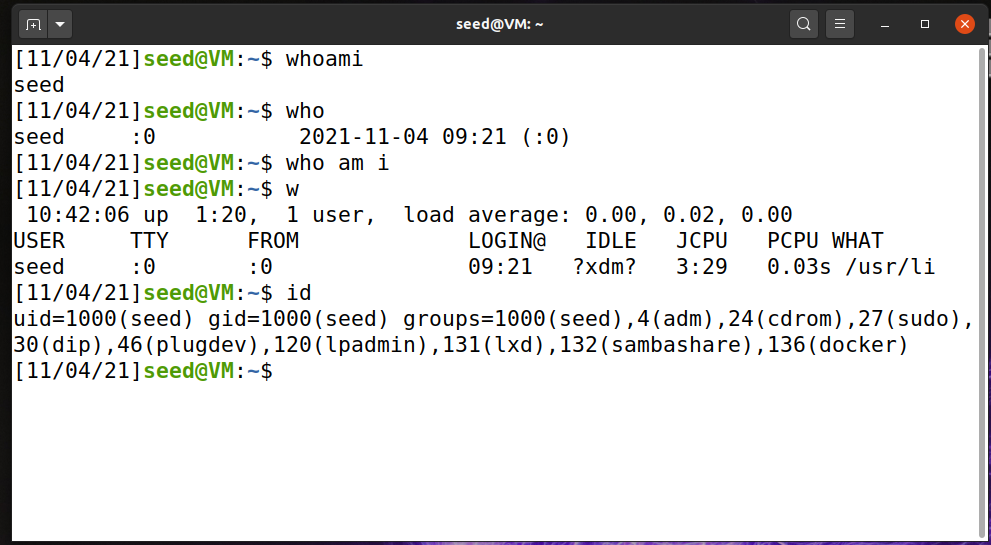 seed@VM: ~
[11/04/21]seed@VM:~$ whoami
seed
[11/04/21]seed@VM:~$ who
seed     :0           2021-11-04 09:21 (:0)
[11/04/21]seed@VM:~$ who am i
[11/04/21]seed@VM:~$ w
 10:42:06 up  1:20,  1 user,  load average: 0.00, 0.02, 0.00
USER     TTY      FROM             LOGIN@   IDLE   JCPU   PCPU WHAT
seed     :0       :0               09:21   ?xdm?   3:29   0.03s /usr/li
[11/04/21]seed@VM:~$ id
uid=1000(seed) gid=1000(seed) groups=1000(seed),4(adm),24(cdrom),27(sudo),
30(dip),46(plugdev),120(lpadmin),131(lxd),132(sambashare),136(docker)
[11/04/21]seed@VM:~$